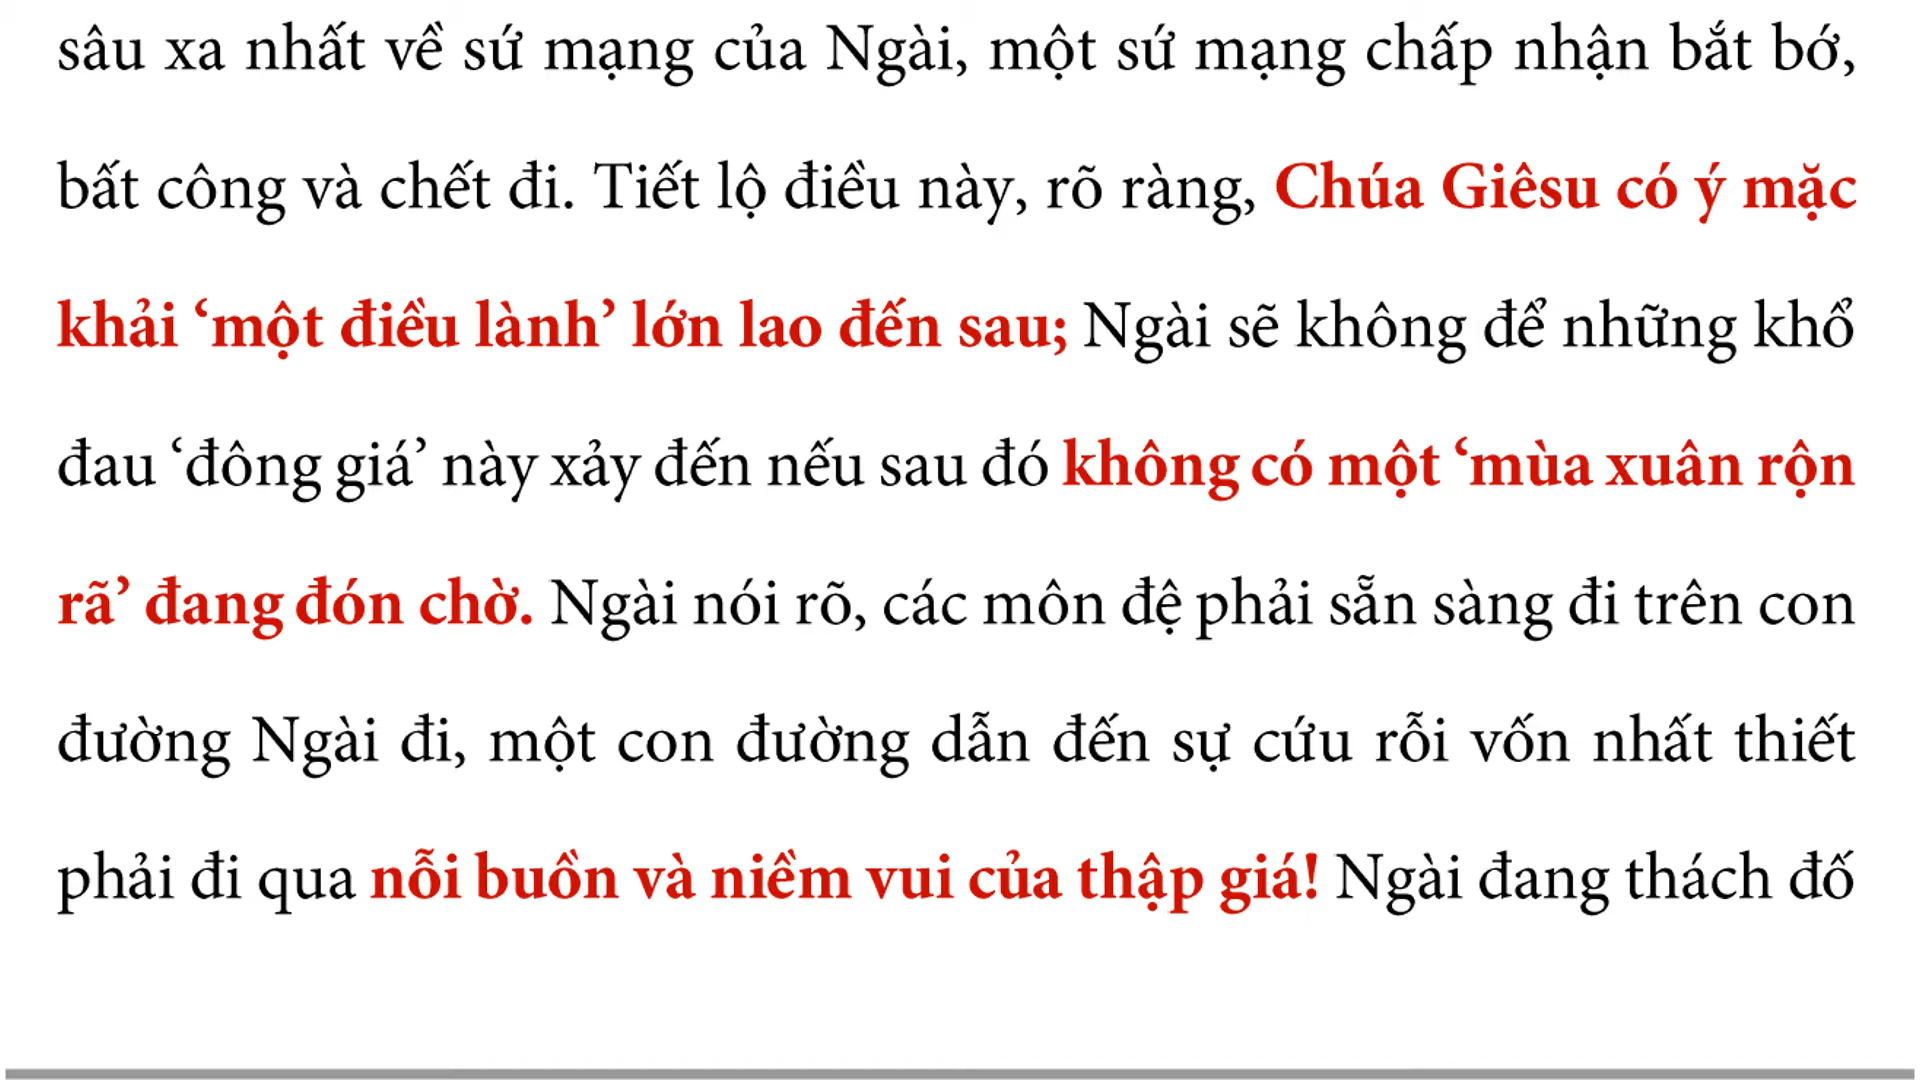 sâu xa nhất về sứ mạng của Ngài, một sứ mạng chấp nhận bắt bớ,
bất công và chết đi. Tiết lộ điều này, rõ ràng, Chúa Giêsu có ý mặc
khải ‘một điều lành’ lớn lao đến sau; Ngài sẽ không để những khổ
đau ‘đông giá’ này xảy đến nếu sau đó không có một ‘mùa xuân rộn
rã’ đang đón chờ. Ngài nói rõ, các môn đệ phải sẵn sàng đi trên con
đường Ngài đi, một con đường dẫn đến sự cứu rỗi vốn nhất thiết
phải đi qua nỗi buồn và niềm vui của thập giá! Ngài đang thách đố